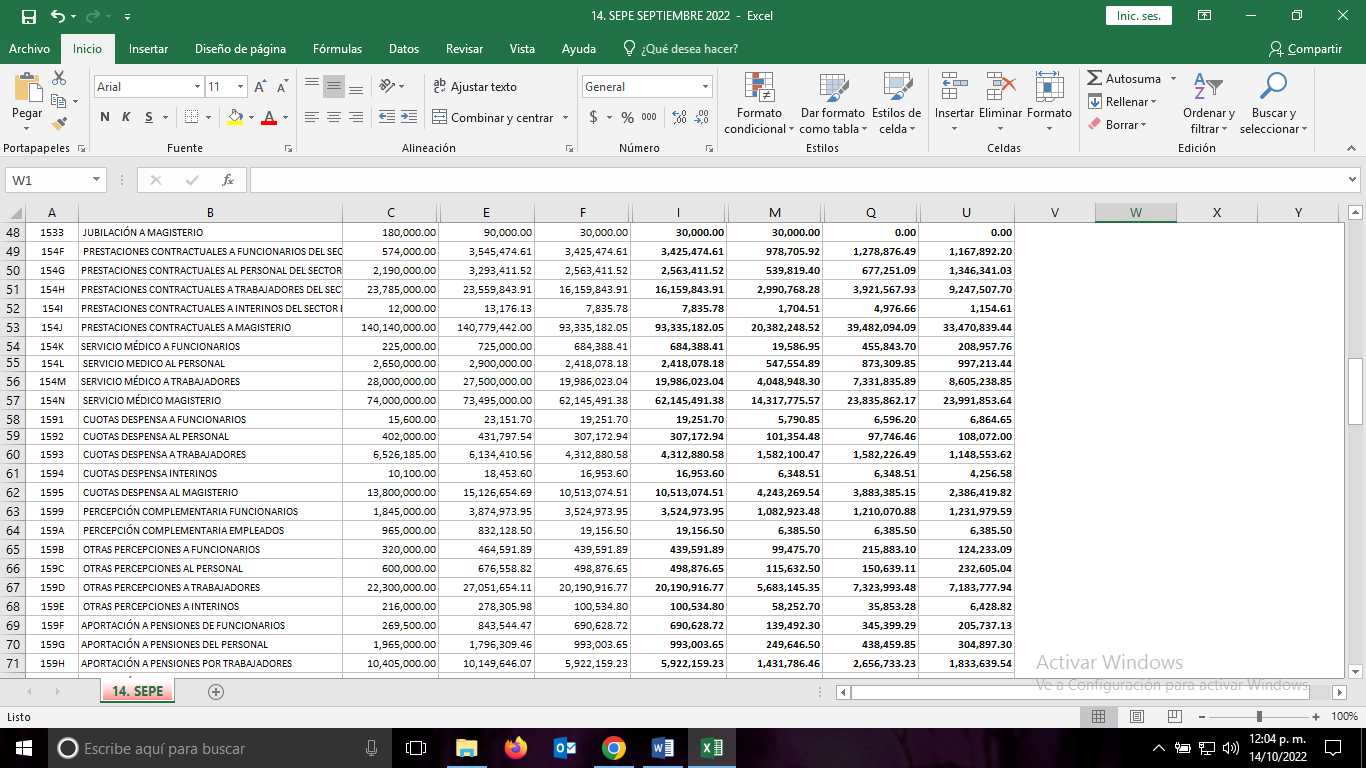 14. SEPE SEPTIEMBRE 2022 - Excel
Inic. ses.
Archivo Inicio Insertar Diseño de página Fórmulas Datos Revisar Vista Ayuda ¿Qué desea hacer? Compartir
Arial 11 Ajustar texto General Autosuma
Pegar Rellenar
N K S Combinar y centrar $ % 000 Borrar
Formato condicional Dar formato como tabla Estilos de celda Insertar Eliminar Formato Ordenar y filtrar Buscar y seleccionar
Portapapeles Fuente Alineación Número Estilos Celdas Edición
W1 fx
A B C E F I M Q U V W X Y
48 1533 JUBILACIÓN A MAGISTERIO 180,000.00 90,000.00 30,000.00 30,000.00 30,000.00 0.00 0.00
49 154F PRESTACIONES CONTRACTUALES A FUNCIONARIOS DEL SEC 574,000.00 3,545,474.61 3,425,474.61 3,425,474.61 978,705.92 1,278,876.49 1,167,892.20
50 154G PRESTACIONES CONTRACTUALES AL PERSONAL DEL SECTOR 2,190,000.00 3,293,411.52 2,563,411.52 2,563,411.52 539,819.40 677,251.09 1,346,341.03
51 154H PRESTACIONES CONTRACTUALES A TRABAJADORES DEL SEC 23,785,000.00 23,559,843.91 16,159,843.91 16,159,843.91 2,990,768.28 3,921,567.93 9,247,507.70
52 154I PRESTACIONES CONTRACTUALES A INTERINOS DEL SECTOR 12,000.00 13,176.13 7,835.78 7,835.78 1,704.51 4,976.66 1,154.61
53 154J PRESTACIONES CONTRACTUALES A MAGISTERIO 140,140,000.00 140,779,442.00 93,335,182.05 93,335,182.05 20,382,248.52 39,482,094.09 33,470,839.44
54 154K SERVICIO MÉDICO A FUNCIONARIOS 225,000.00 725,000.00 684,388.41 684,388.41 19,586.95 455,843.70 208,957.76
55 154L SERVICIO MEDICO AL PERSONAL 2,650,000.00 2,900,000.00 2,418,078.18 2,418,078.18 547,554.89 873,309.85 997,213.44
56 154M SERVICIO MÉDICO A TRABAJADORES 28,000,000.00 27,500,000.00 19,986,023.04 19,986,023.04 4,048,948.30 7,331,835.89 8,605,238.85
57 154N SERVICIO MÉDICO MAGISTERIO 74,000,000.00 73,495,000.00 62,145,491.38 62,145,491.38 14,317,775.57 23,835,862.17 23,991,853.64
58 1591 CUOTAS DESPENSA A FUNCIONARIOS 15,600.00 23,151.70 19,251.70 19,251.70 5,790.85 6,596.20 6,864.65
59 1592 CUOTAS DESPENSA AL PERSONAL 402,000.00 431,797.54 307,172.94 307,172.94 101,354.48 97,746.46 108,072.00
60 1593 CUOTAS DESPENSA A TRABAJADORES 6,526,185.00 6,134,410.56 4,312,880.58 4,312,880.58 1,582,100.47 1,582,226.49 1,148,553.62
61 1594 CUOTAS DESPENSA INTERINOS 10,100.00 18,453.60 16,953.60 16,953.60 6,348.51 6,348.51 4,256.58
62 1595 CUOTAS DESPENSA AL MAGISTERIO 13,800,000.00 15,126,654.69 10,513,074.51 10,513,074.51 4,243,269.54 3,883,385.15 2,386,419.82
63 1599 PERCEPCIÓN COMPLEMENTARIA FUNCIONARIOS 1,845,000.00 3,874,973.95 3,524,973.95 3,524,973.95 1,082,923.48 1,210,070.88 1,231,979.59
64 159A PERCEPCIÓN COMPLEMENTARIA EMPLEADOS 965,000.00 832,128.50 19,156.50 19,156.50 6,385.50 6,385.50 6,385.50
65 159B OTRAS PERCEPCIONES A FUNCIONARIOS 320,000.00 464,591.89 439,591.89 439,591.89 99,475.70 215,883.10 124,233.09
66 159C OTRAS PERCEPCIONES AL PERSONAL 600,000.00 676,558.82 498,876.65 498,876.65 115,632.50 150,639.11 232,605.04
67 159D OTRAS PERCEPCIONES A TRABAJADORES 22,300,000.00 27,051,654.11 20,190,916.77 20,190,916.77 5,683,145.35 7,323,993.48 7,183,777.94
68 159E OTRAS PERCEPCIONES A INTERINOS 216,000.00 278,305.98 100,534.80 100,534.80 58,252.70 35,853.28 6,428.82
69 159F APORTACIÓN A PENSIONES DE FUNCIONARIOS 269,500.00 843,544.47 690,628.72 690,628.72 139,492.30 345,399.29 205,737.13
70 159G APORTACIÓN A PENSIONES DEL PERSONAL 1,965,000.00 1,796,309.46 993,003.65 993,003.65 249,646.50 438,459.85 304,897.30
71 159H APORTACIÓN A PENSIONES POR TRABAJADORES 10,405,000.00 10,149,646.07 5,922,159.23 5,922,159.23 1,431,786.46 2,656,733.23 1,833,639.54
Activar Windows
Ve a Configuración para activar Windows.
14. SEPE
Listo 100%
Escribe aquí para buscar
12:04 p. m.
14/10/2022